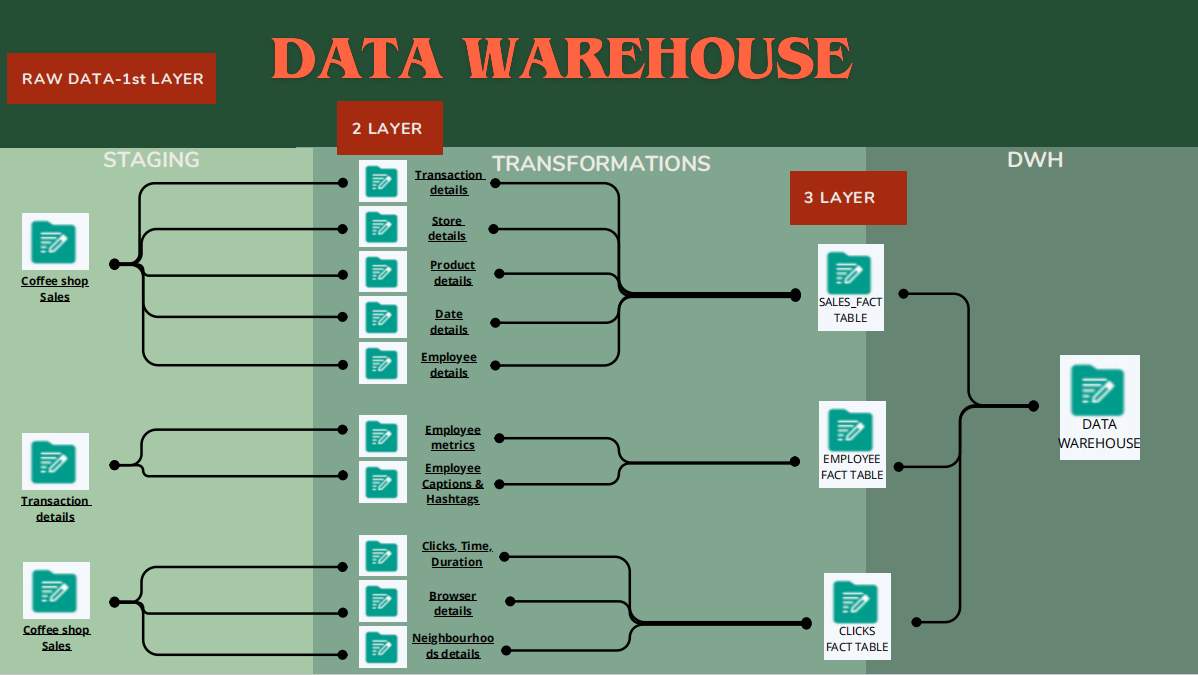 DATA WAREHOUSE
RAW DATA-1st LAYER
2 LAYER
STAGING
TRANSFORMATIONS
DWH
3 LAYER
Coffee shop
Sales
Transaction
details
Coffee shop
Sales
Transaction
details
Store
details
Product
details
Date
details
Employee
details
Employee
metrics
Employee
Captions &
Hashtags
Clicks, Time,
Duration
Browser
details
Neighbourhoo
ds details
SALES_FACT
TABLE
EMPLOYEE
FACT TABLE
CLICKS
FACT TABLE
DATA
WAREHOUSE